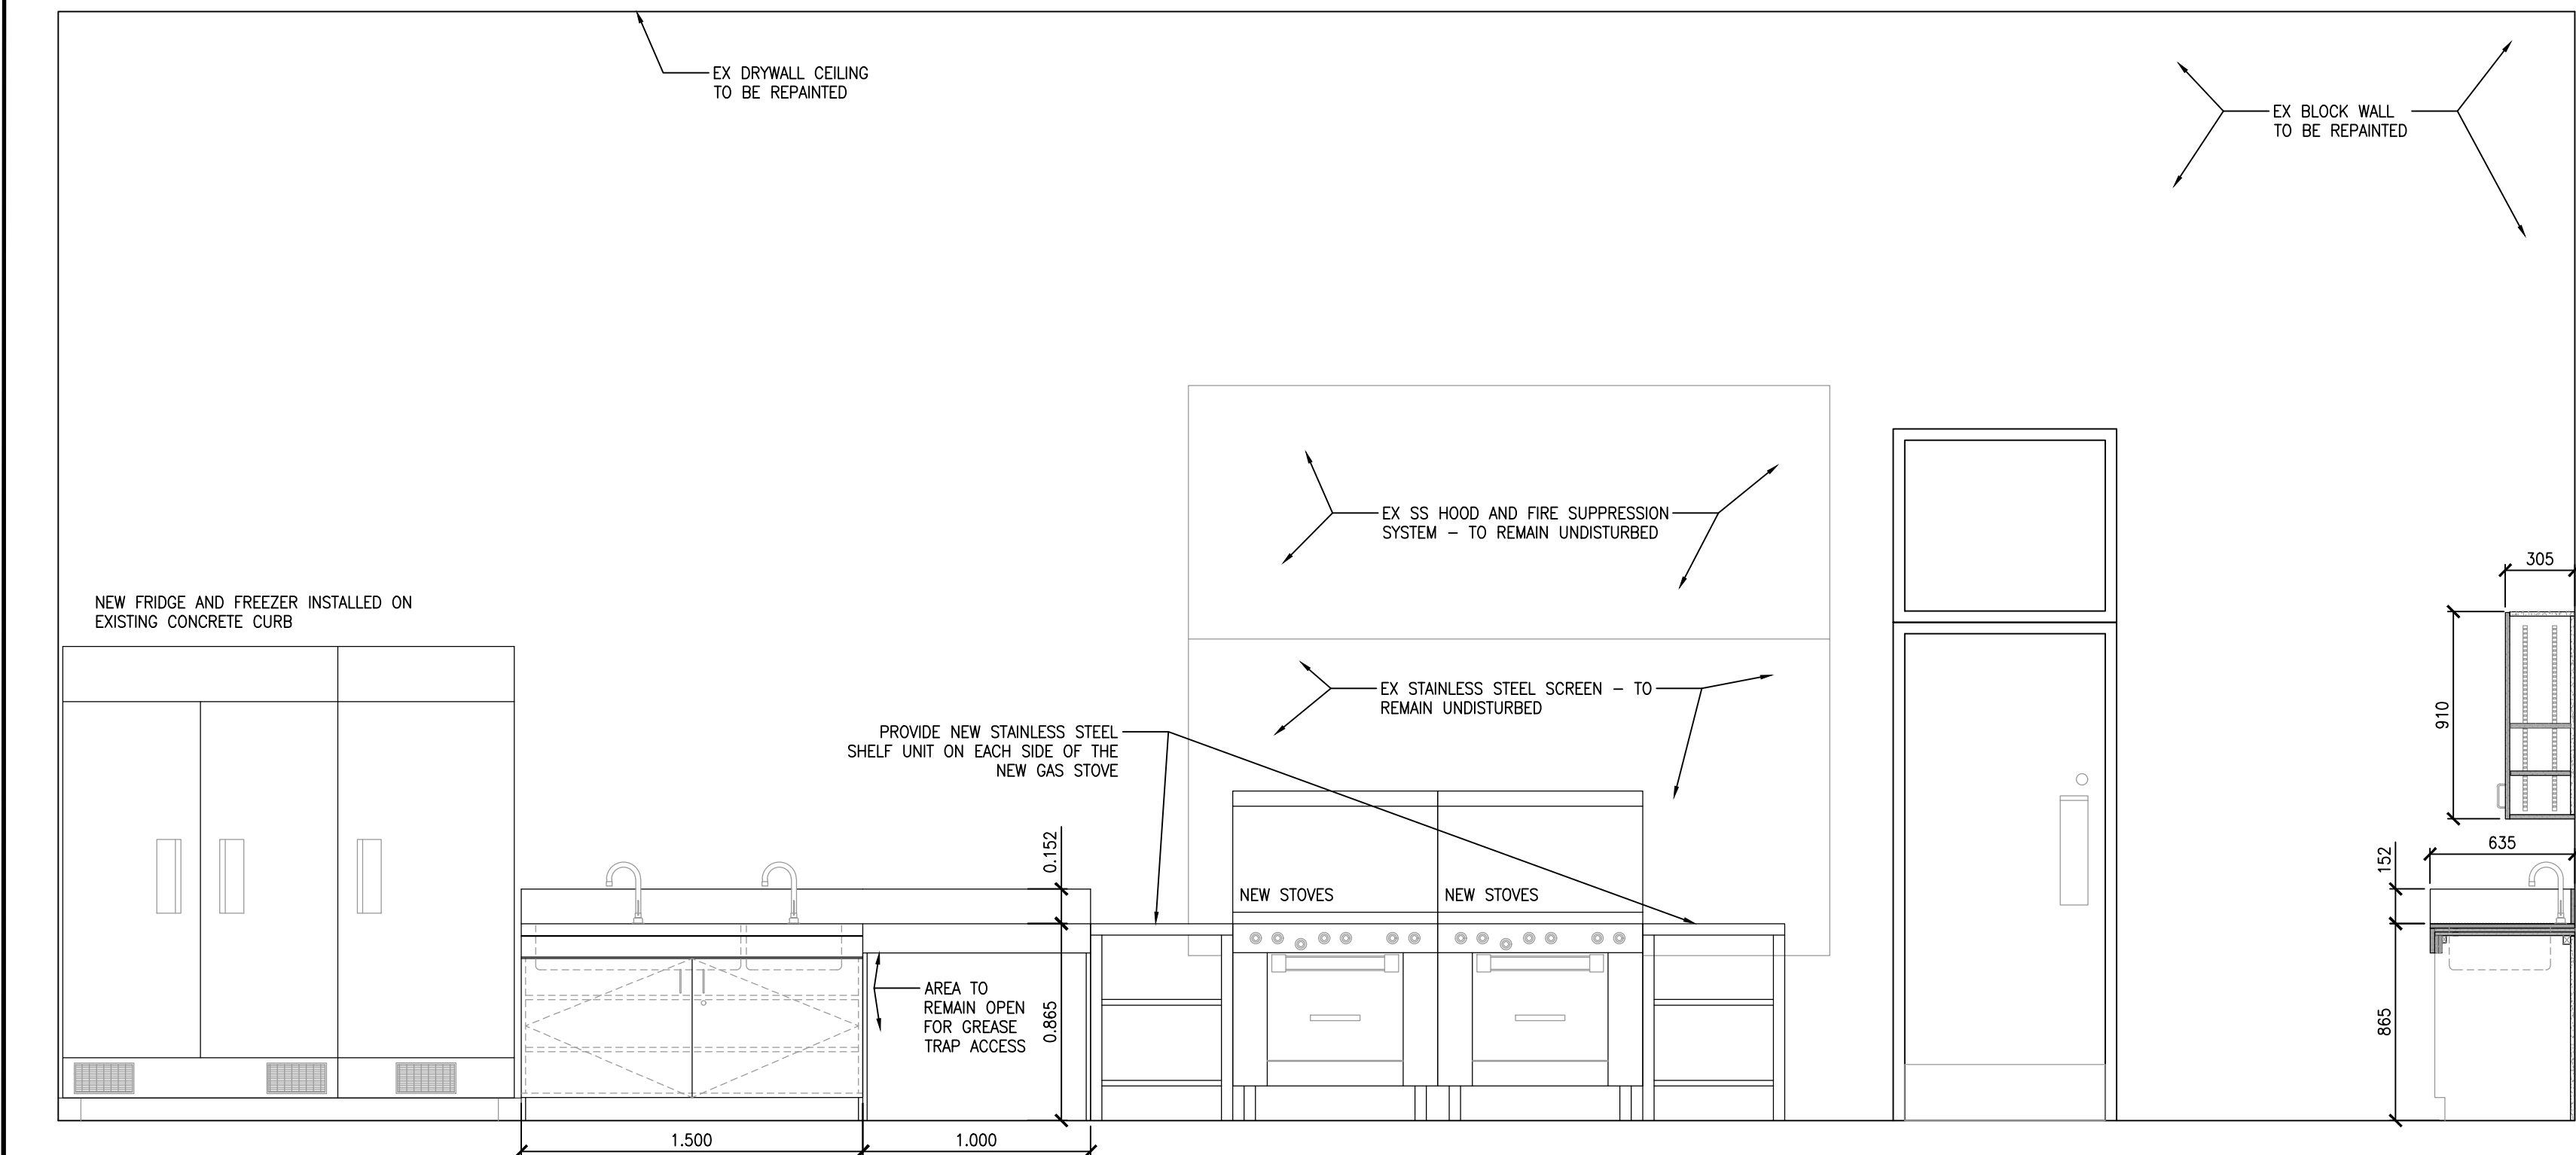 EX DRYWALL CEILING
TO BE REPAINTED
EX BLOCK WALL
TO BE REPAINTED
EX SS HOOD AND FIRE SUPPRESSION
SYSTEM – TO REMAIN UNDISTURBED
305
NEW FRIDGE AND FREEZER INSTALLED ON
EXISTING CONCRETE CURB
EX STAINLESS STEEL SCREEN – TO
REMAIN UNDISTURBED
910
PROVIDE NEW STAINLESS STEEL
SHELF UNIT ON EACH SIDE OF THE
NEW GAS STOVE
0.152
152
635
NEW STOVES
NEW STOVES
AREA TO
REMAIN OPEN
FOR GREASE
TRAP ACCESS
0.865
865
1.500
1.000